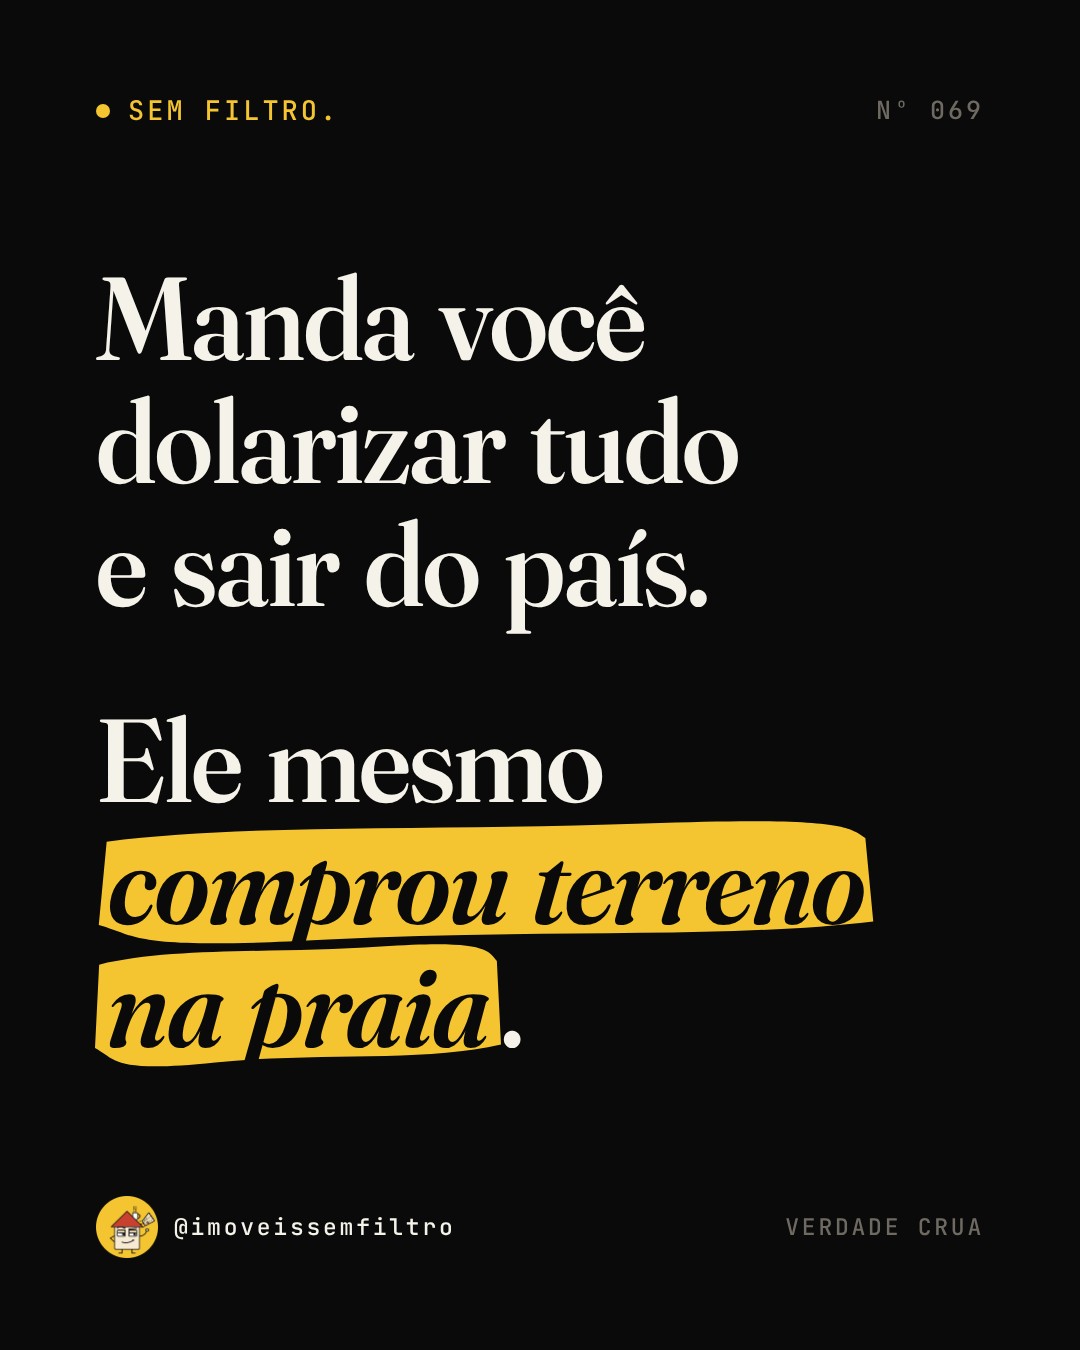 SEM FILTRO.
Nº 069
Manda você
dolarizar tudo
e sair do país.
Ele mesmo
comprou terreno
na praia.
@imoveissemfiltro
VERDADE CRUA